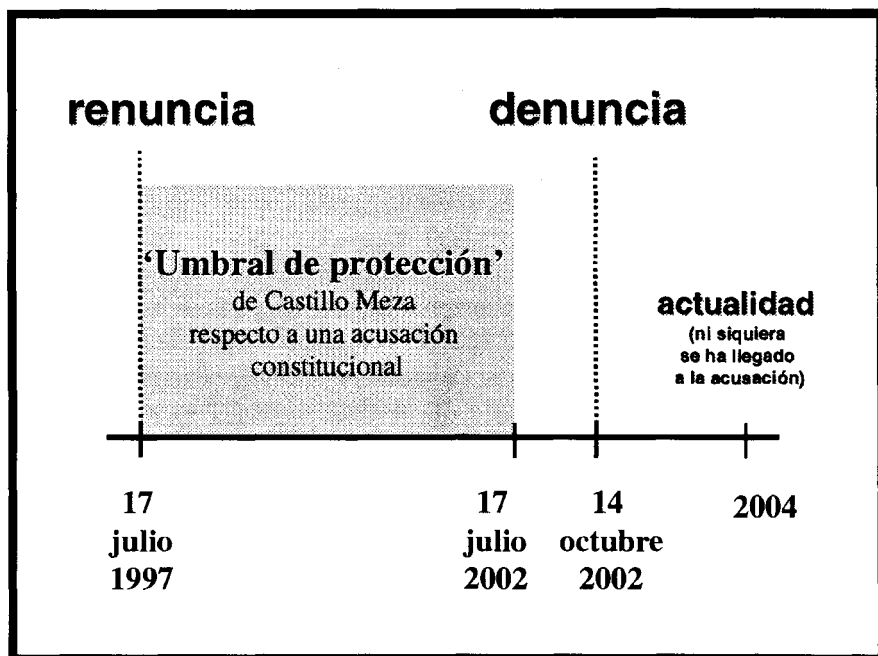 renuncia
denuncia
‘Umbral de protección’
de Castillo Meza
respecto a una acusación
constitucional
actualidad
(ni siquiera
se ha llegado
a la acusación)
17
julio
1997
17
julio
2002
14
octubre
2002
2004